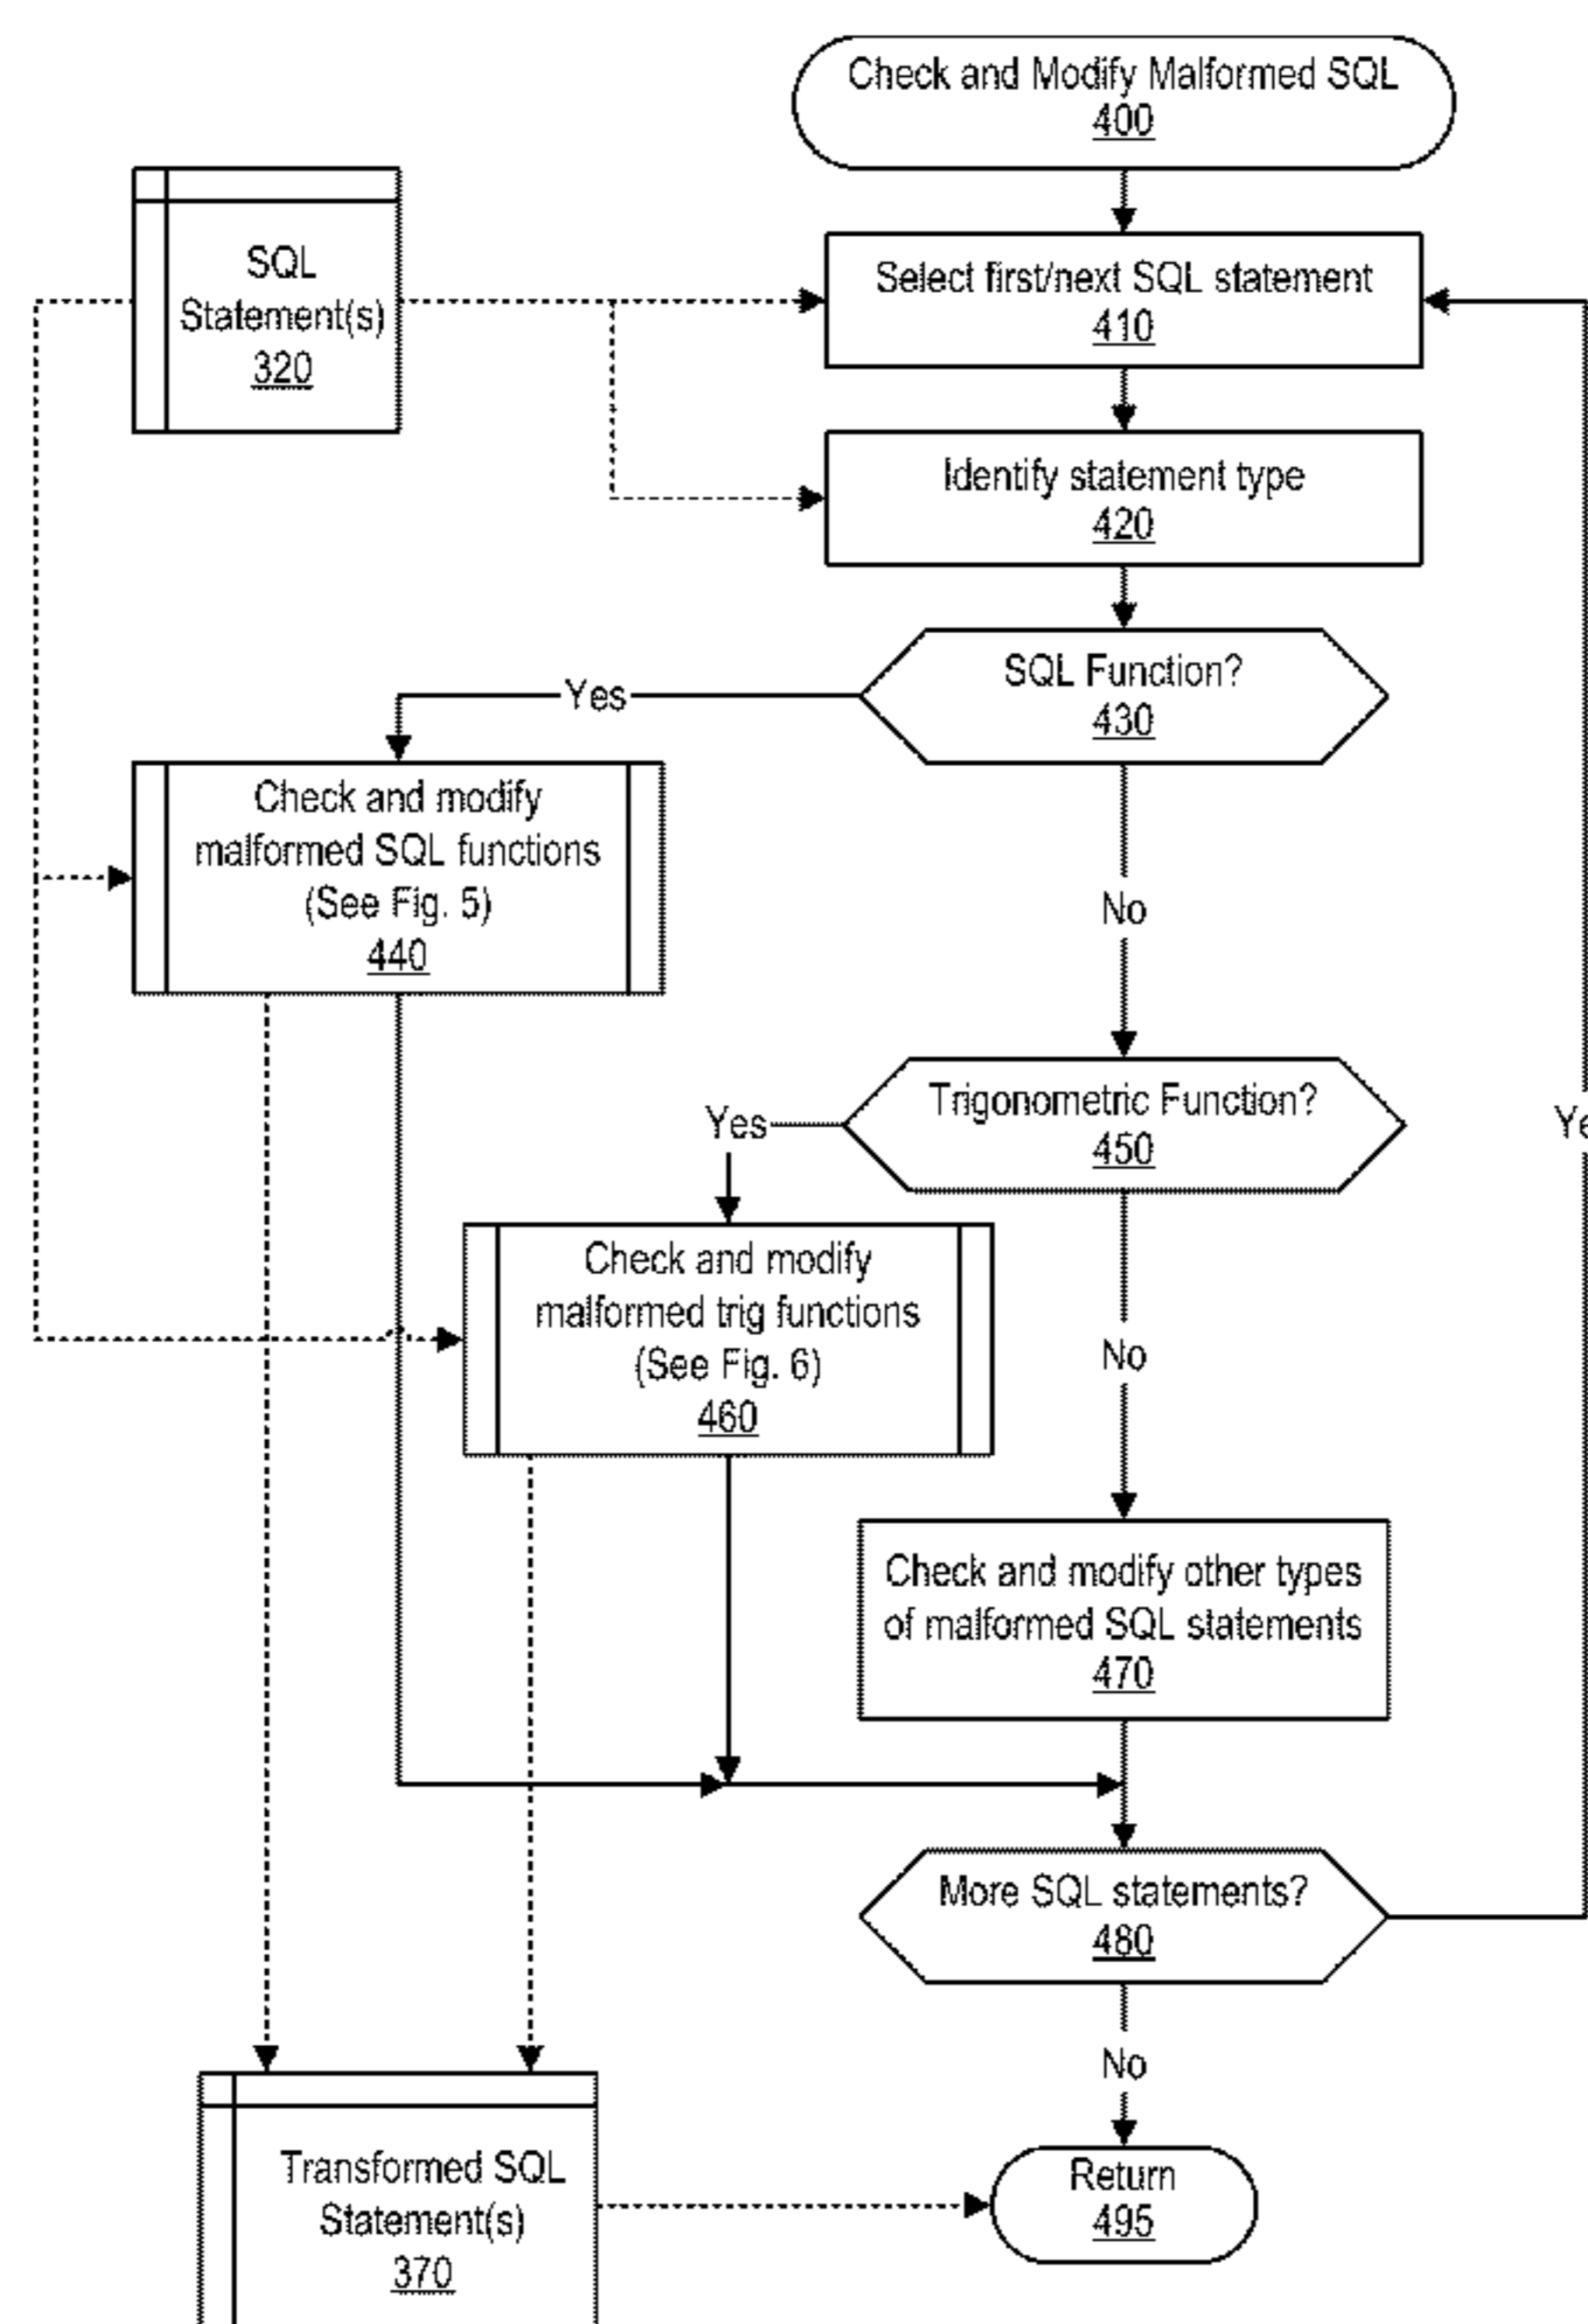 Check and Modify Malformed SQL
400
SQL
Statement(s)
320
Select first/next SQL statement
410
Identify statement type
420
SQL Function?
430
Yes
Check and modify
malformed SQL functions
(See Fig. 5)
440
No
Trigonometric Function?
450
Yes
Check and modify
malformed trig functions
(See Fig. 6)
460
No
Check and modify other types
of malformed SQL statements
470
More SQL statements?
480
No
Transformed SQL
Statement(s)
370
Return
495